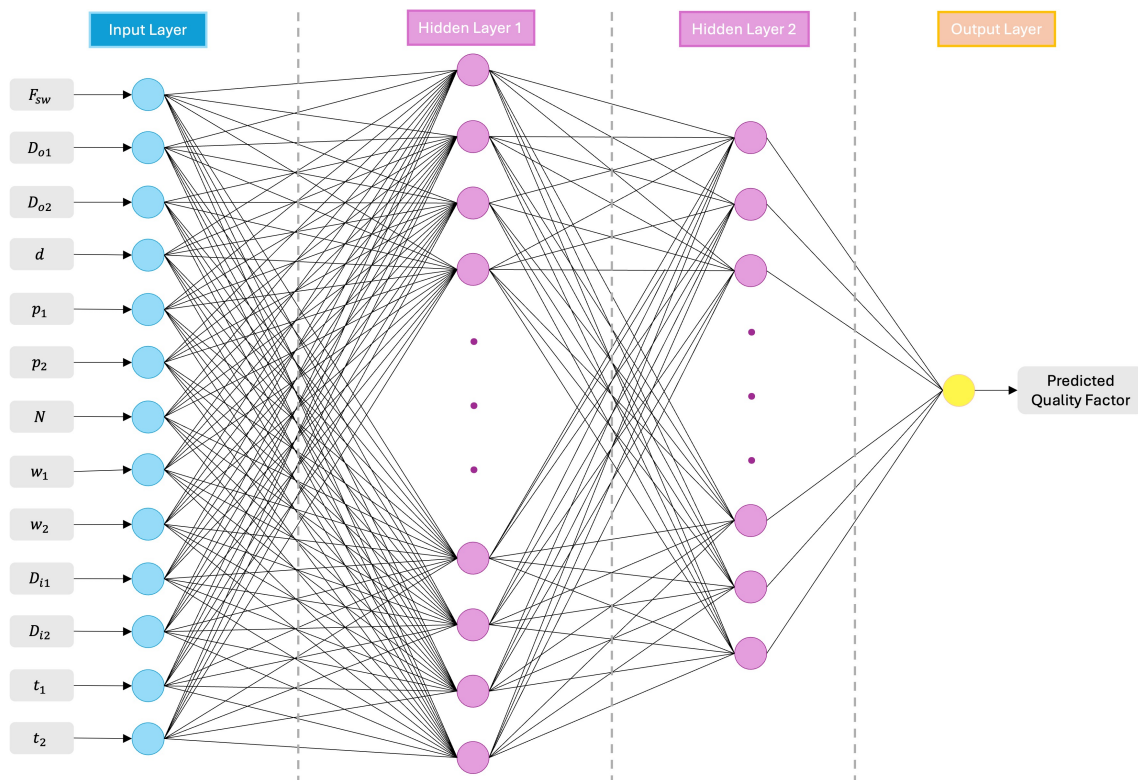 Input Layer
Hidden Layer 1
Hidden Layer 2
Output Layer
F_sw
D_o1
D_o2
d
p_1
p_2
N
w_1
w_2
D_i1
D_i2
t_1
t_2
Predicted
Quality Factor